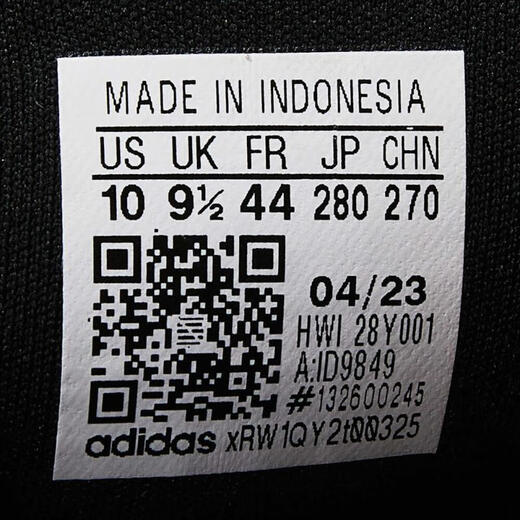 MADE IN INDONESIA
US UK FR JP CHN
10 9½ 44 280 270
04/23
HWI 28Y001
A:ID9849
#132600245
adidas xRW1QY2t00325